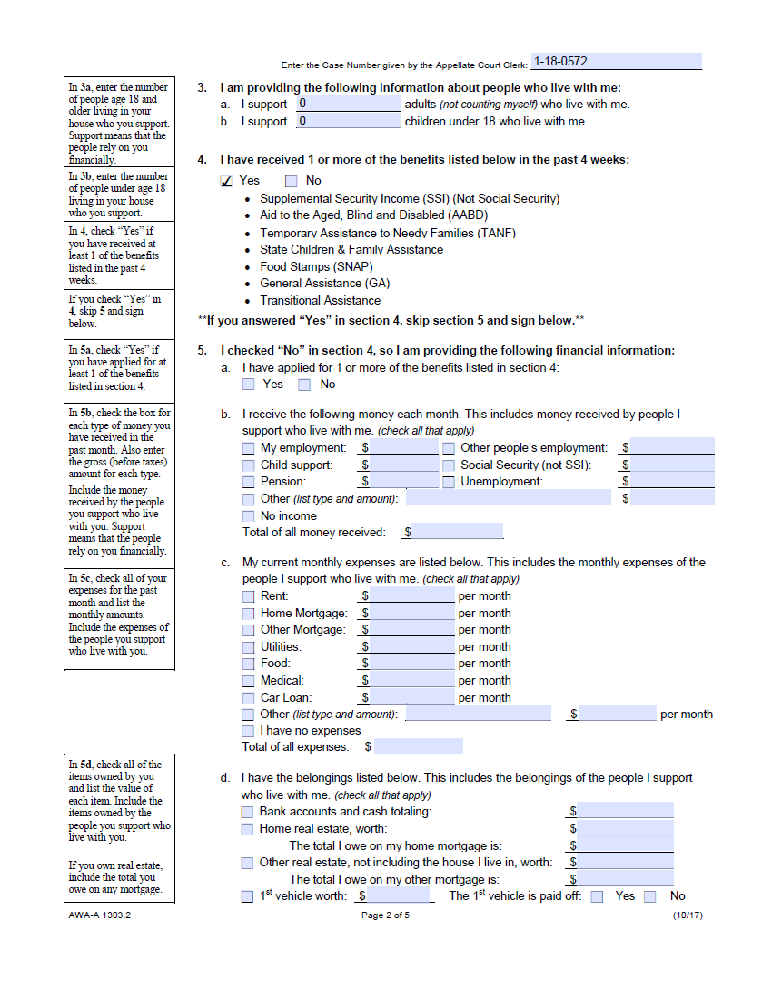 Enter the Case Number given by the Appellate Court Clerk: 1-18-0572
In 3a, enter the number
of people age 18 and
older living in your
house who you support.
Support means that the
people rely on you
financially.
In 3b, enter the number
of people under age 18
living in your house
who you support.
In 4, check “Yes” if
you have received at
least 1 of the benefits
listed in the past 4
weeks.
If you check “Yes” in
4, skip 5 and sign
below.
In 5a, check “Yes” if
you have applied for at
least 1 of the benefits
listed in section 4.
In 5b, check the box for
each type of money you
have received in the
past month. Also enter
the gross (before taxes)
amount for each type.
Include the money
received by the people
you support who live
with you. Support
means that the people
rely on you financially.
In 5c, check all of your
expenses for the past
month and list the
monthly amounts.
Include the expenses of
the people you support
who live with you.
In 5d, check all of the
items owned by you
and list the value of
each item. Include the
items owned by the
people you support who
live with you.
If you own real estate,
include the total you
owe on any mortgage.
3. I am providing the following information about people who live with me:
a. I support 0 adults (not counting myself) who live with me.
b. I support 0 children under 18 who live with me.
4. I have received 1 or more of the benefits listed below in the past 4 weeks:
✓ Yes No
• Supplemental Security Income (SSI) (Not Social Security)
• Aid to the Aged, Blind and Disabled (AABD)
• Temporary Assistance to Needy Families (TANF)
• State Children & Family Assistance
• Food Stamps (SNAP)
• General Assistance (GA)
• Transitional Assistance
**If you answered “Yes” in section 4, skip section 5 and sign below.**
5. I checked “No” in section 4, so I am providing the following financial information:
a. I have applied for 1 or more of the benefits listed in section 4:
Yes No
b. I receive the following money each month. This includes money received by people I
support who live with me. (check all that apply)
My employment: $ Other people’s employment: $
Child support: $ Social Security (not SSI): $
Pension: $ Unemployment: $
Other (list type and amount): $
No income
Total of all money received: $
c. My current monthly expenses are listed below. This includes the monthly expenses of the
people I support who live with me. (check all that apply)
Rent: $ per month
Home Mortgage: $ per month
Other Mortgage: $ per month
Utilities: $ per month
Food: $ per month
Medical: $ per month
Car Loan: $ per month
Other (list type and amount): $ per month
I have no expenses
Total of all expenses: $
d. I have the belongings listed below. This includes the belongings of the people I support
who live with me. (check all that apply)
Bank accounts and cash totaling: $
Home real estate, worth: $
The total I owe on my home mortgage is: $
Other real estate, not including the house I live in, worth: $
The total I owe on my other mortgage is: $
1st vehicle worth: $ The 1st vehicle is paid off: Yes No
AWA-A 1303.2 Page 2 of 5 (10/17)